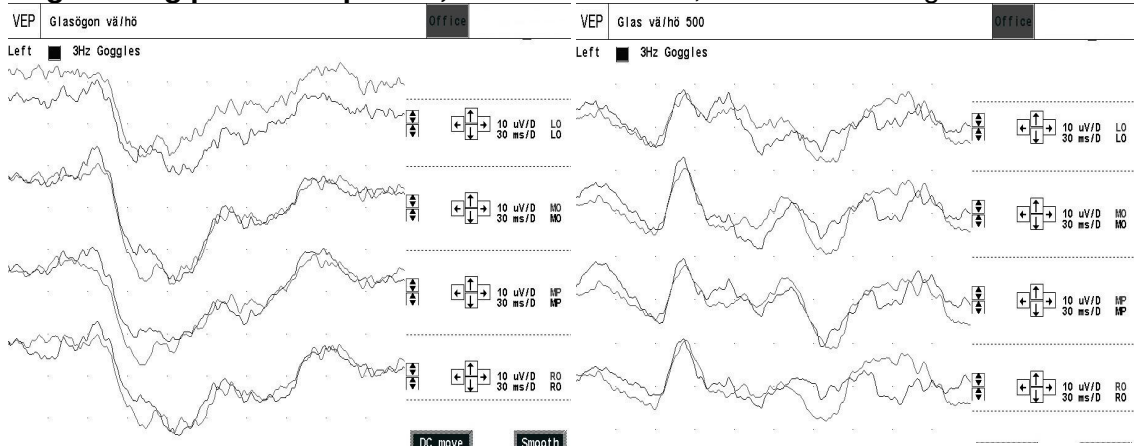 VEP Glasögon vä/hö Office
Left 3Hz Goggles
10 uV/D LO
30 ms/D LO
10 uV/D MO
30 ms/D MO
10 uV/D MP
30 ms/D MP
10 uV/D RO
30 ms/D RO
DC move Smooth
VEP Glas vä/hö 500 Office
Left 3Hz Goggles
10 uV/D LO
30 ms/D LO
10 uV/D MO
30 ms/D MO
10 uV/D MP
30 ms/D MP
10 uV/D RO
30 ms/D RO